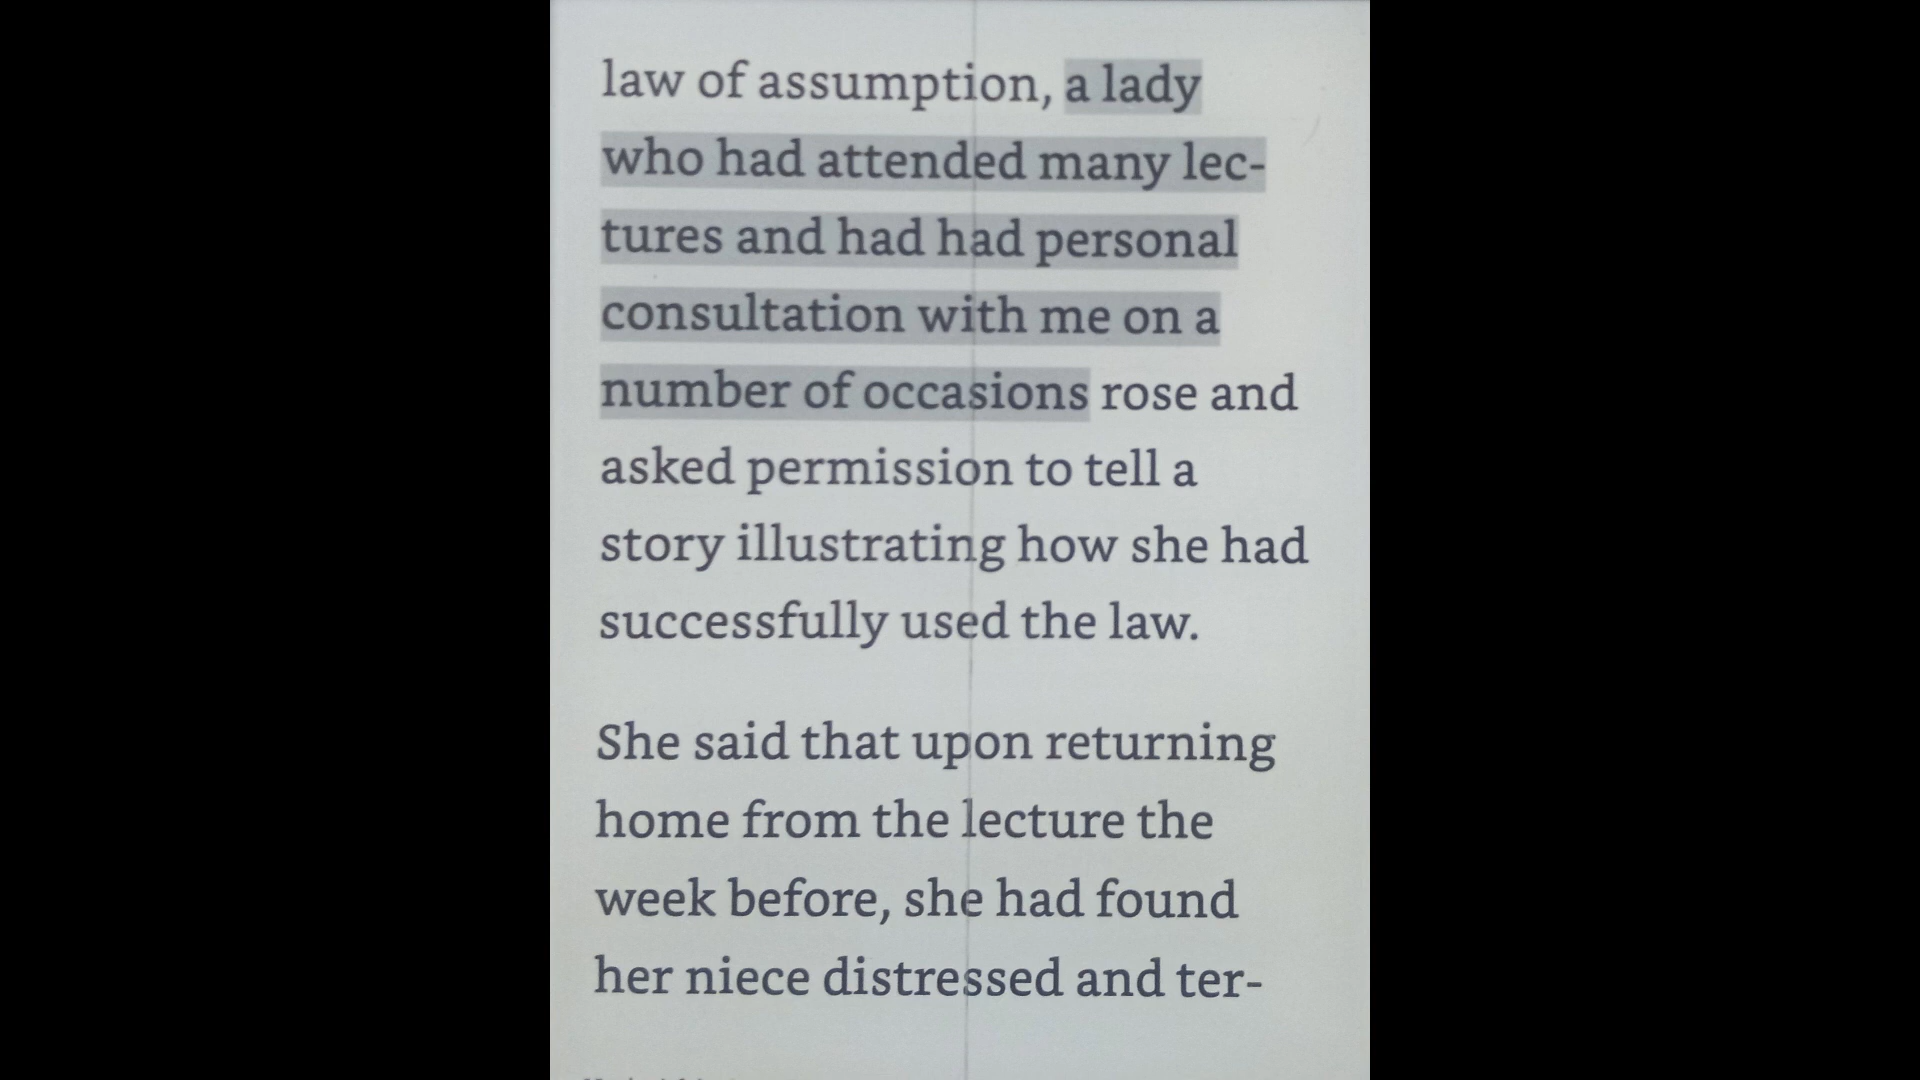 law of assumption, a lady
who had attended many lec-
tures and had had personal
consultation with me on a
number of occasions rose and
asked permission to tell a
story illustrating how she had
successfully used the law.
She said that upon returning
home from the lecture the
week before, she had found
her niece distressed and ter-